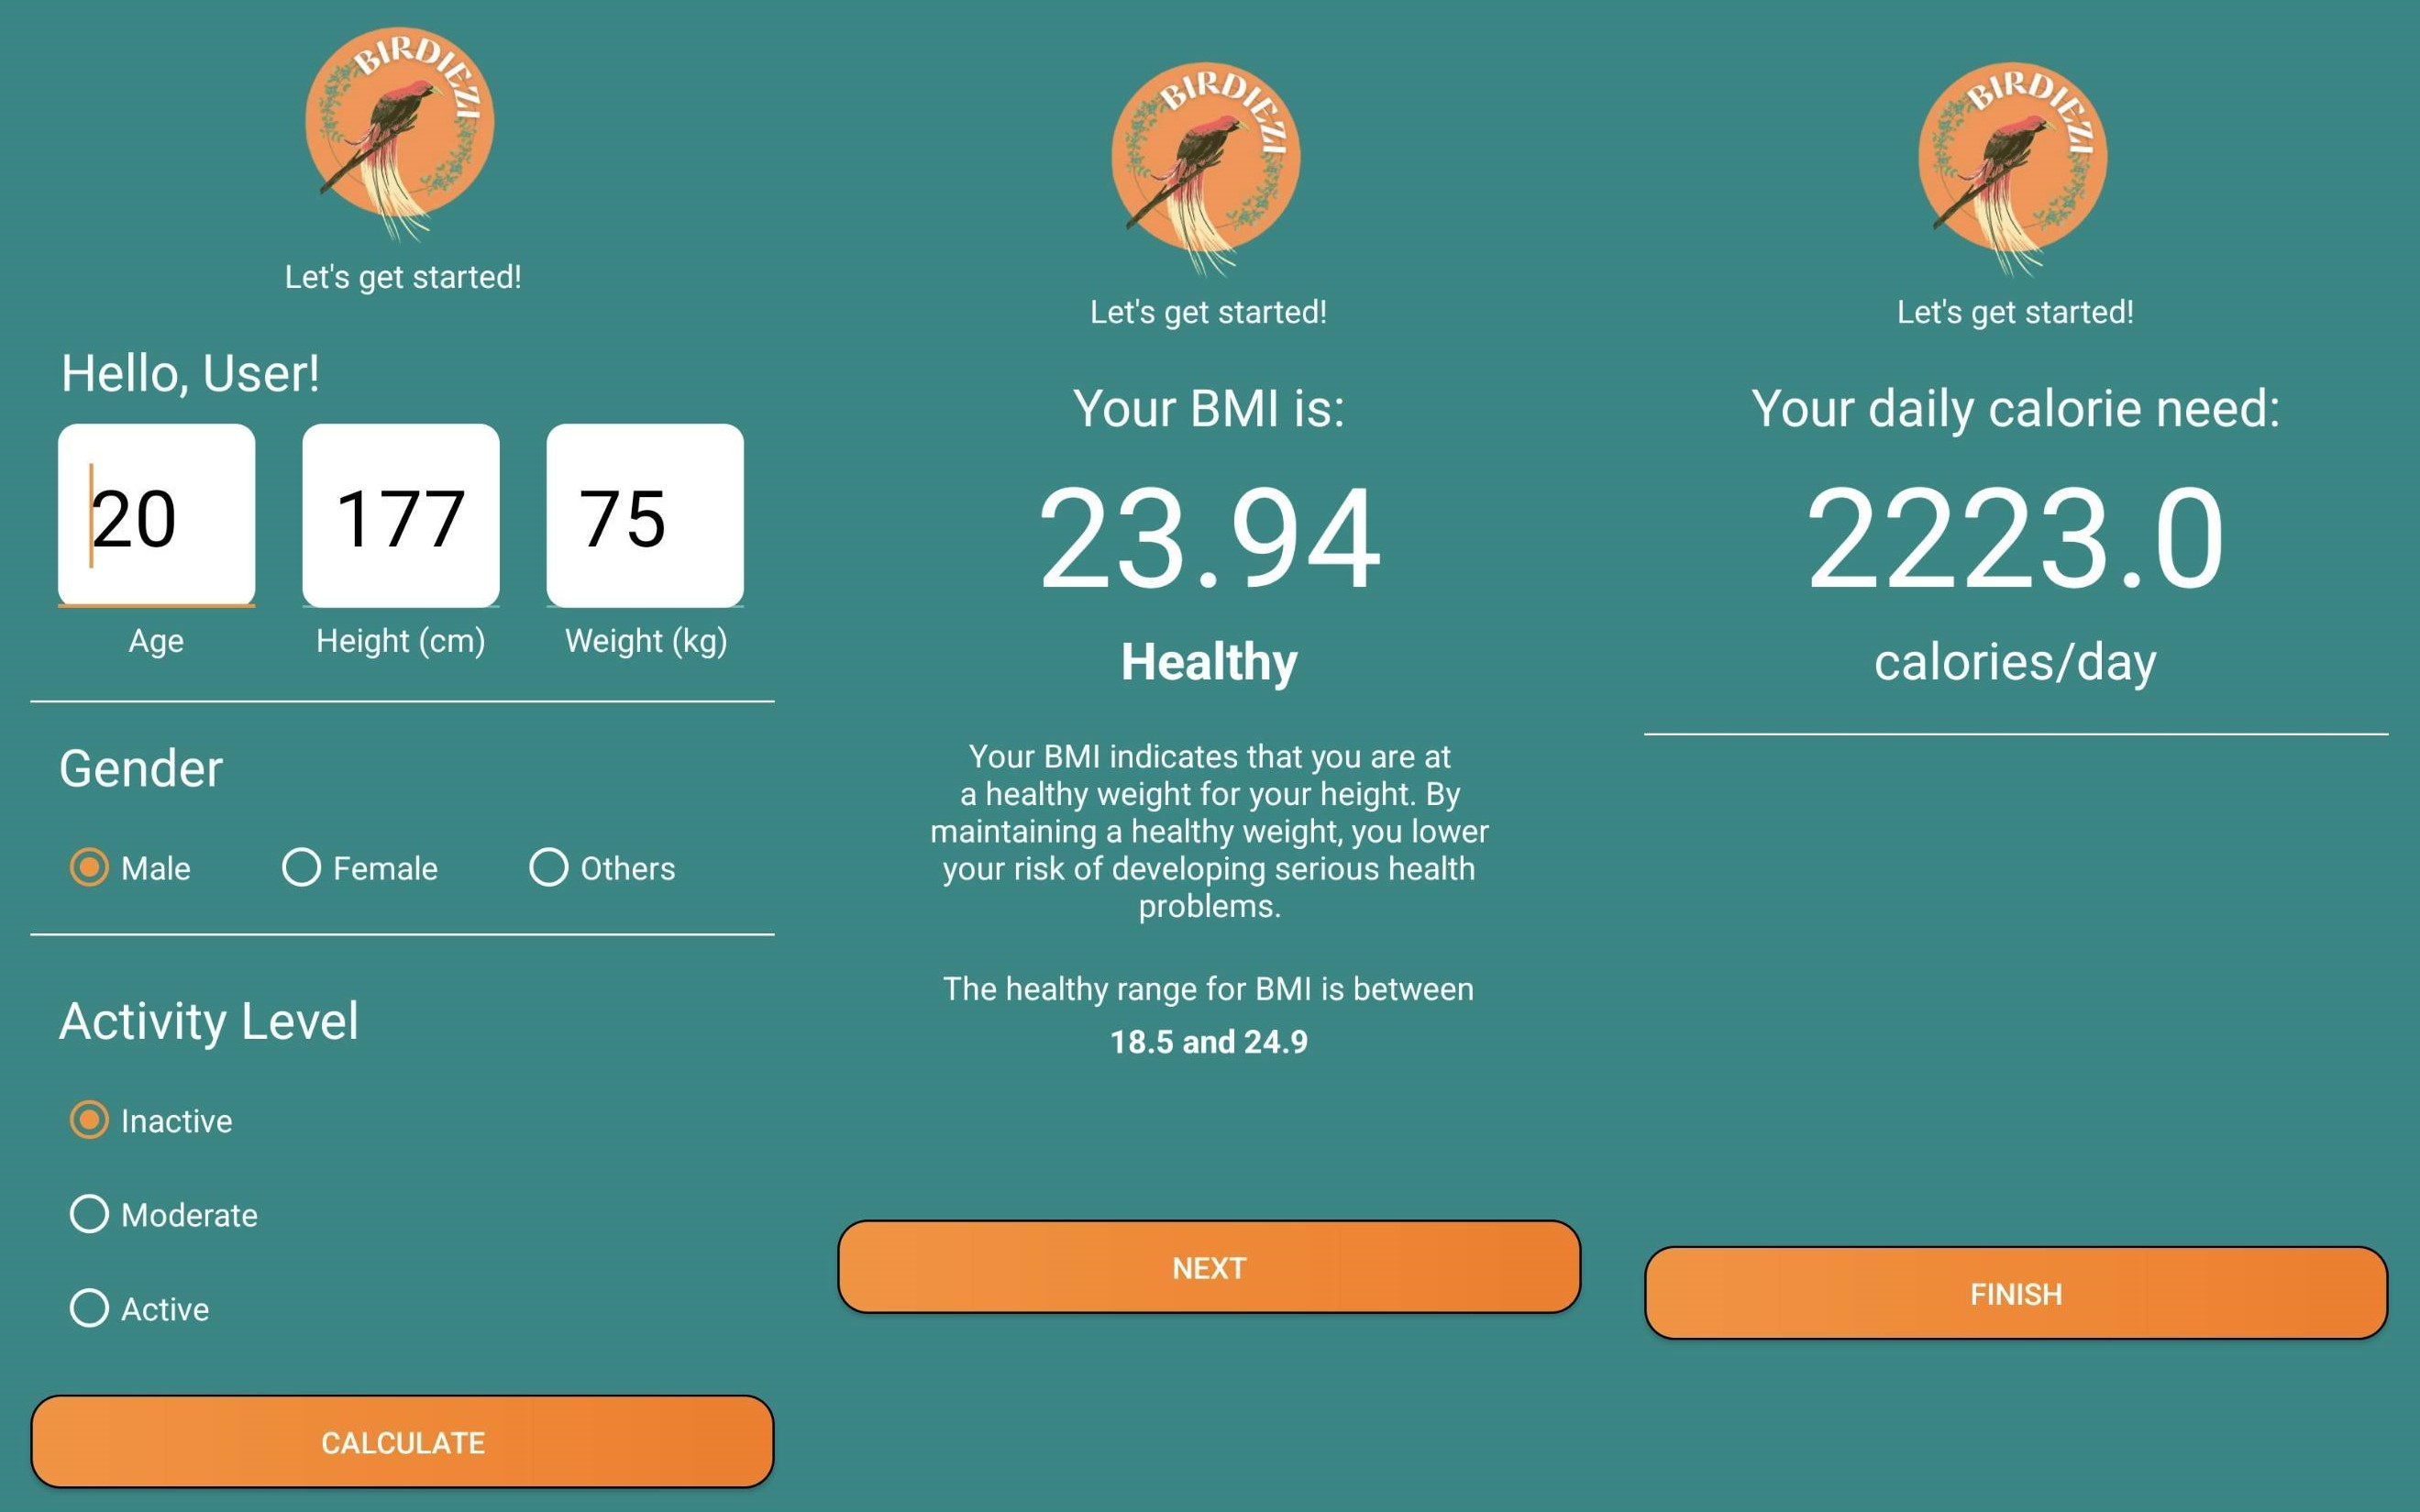 BIRDIEZI
Let's get started!
Hello, User!
20
177
75
Age
Height (cm)
Weight (kg)
Gender
Male
Female
Others
Activity Level
Inactive
Moderate
Active
CALCULATE
BIRDIEZI
Let's get started!
Your BMI is:
23.94
Healthy
Your BMI indicates that you are at
a healthy weight for your height. By
maintaining a healthy weight, you lower
your risk of developing serious health
problems.
The healthy range for BMI is between
18.5 and 24.9
NEXT
BIRDIEZI
Let's get started!
Your daily calorie need:
2223.0
calories/day
FINISH